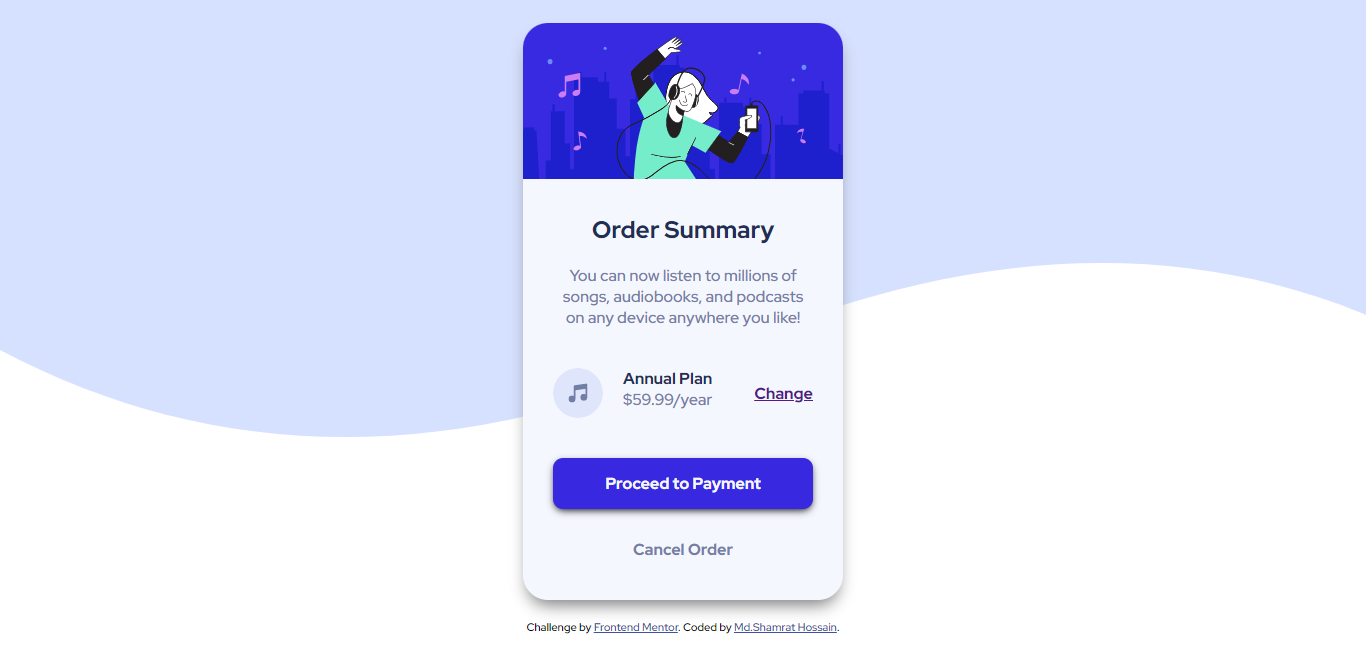 Order Summary
You can now listen to millions of
songs, audiobooks, and podcasts
on any device anywhere you like!
Annual Plan
$59.99/year
Change
Proceed to Payment
Cancel Order
Challenge by Frontend Mentor. Coded by Md.Shamrat Hossain.